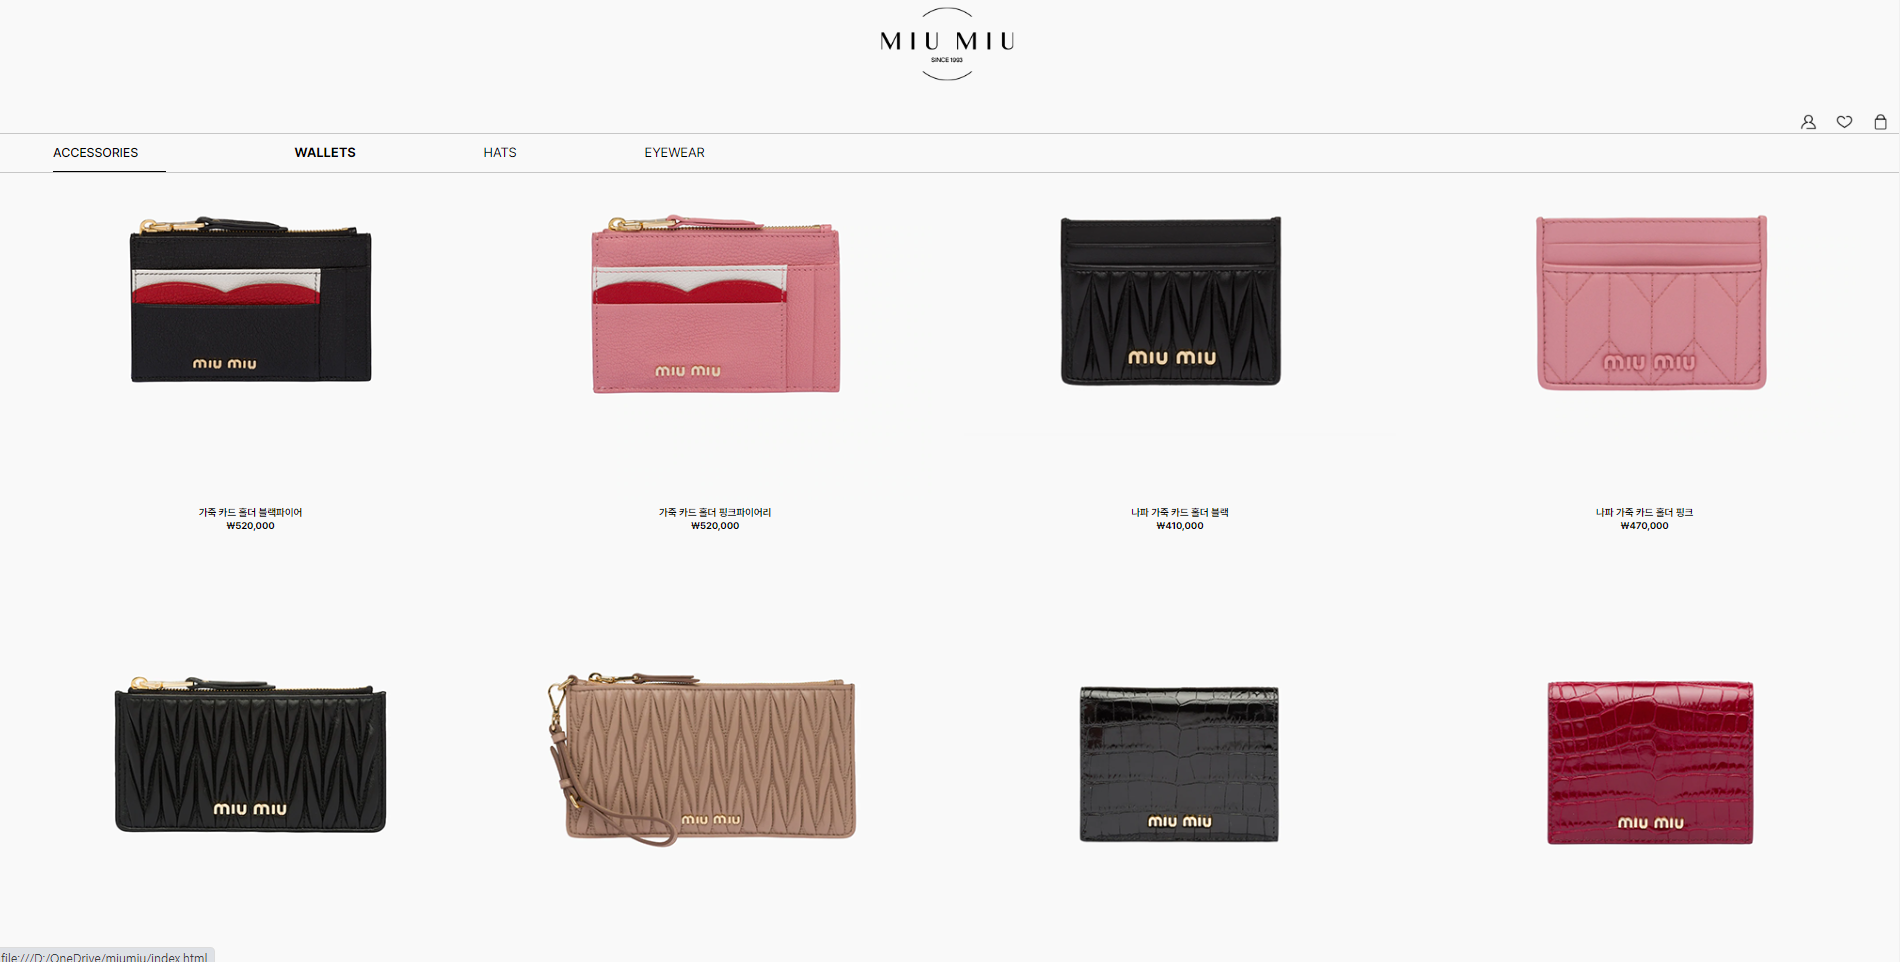 MIU MIU
SINCE 1993
ACCESSORIES WALLETS HATS EYEWEAR
miu miu miu miu miu miu miu miu
가죽 카드 홀더 블랙파이어 가죽 카드 홀더 핑크파이어리 나파 가죽 카드 홀더 블랙 나파 가죽 카드 홀더 핑크
₩520,000 ₩520,000 ₩410,000 ₩470,000
miu miu miu miu miu miu miu miu
file:///D:/OneDrive/miumiu/index.html